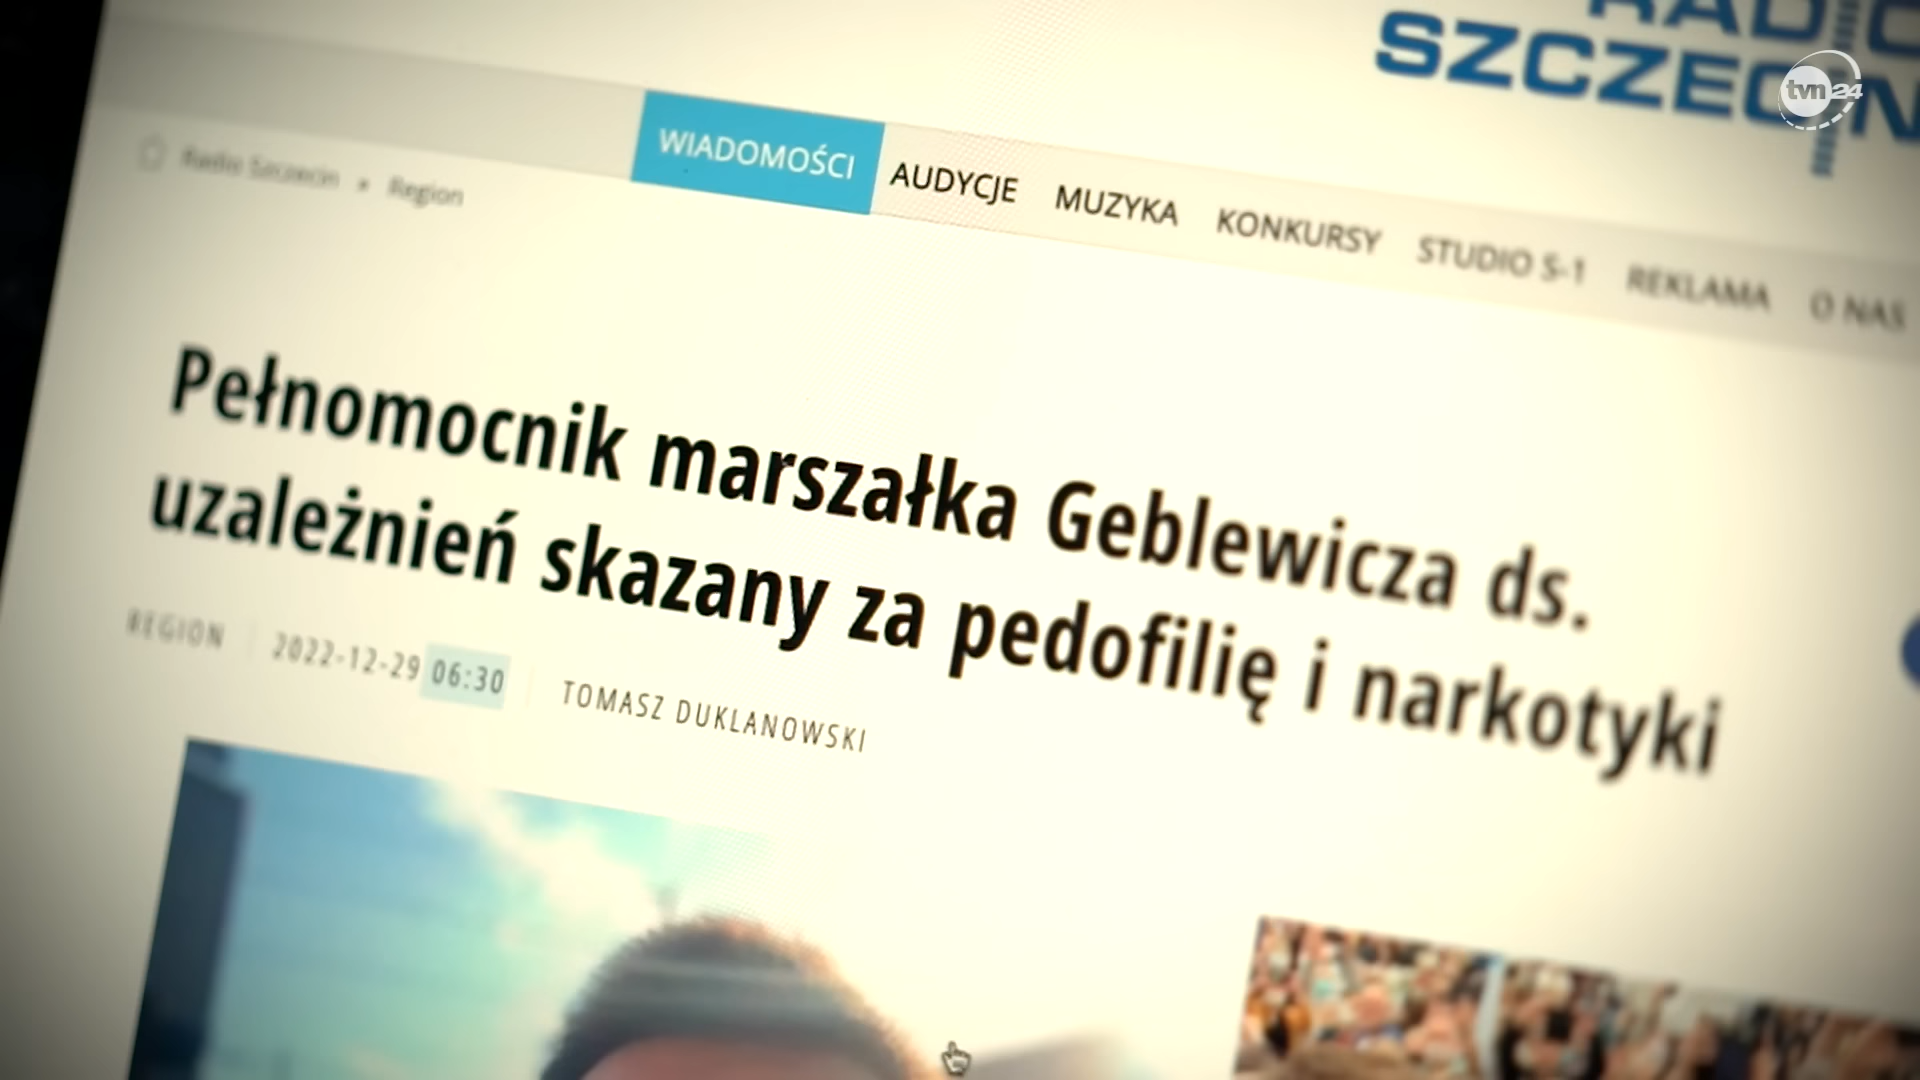 RADIO
SZCZECIN
tvn24
WIADOMOŚCI AUDYCJE MUZYKA KONKURSY STUDIO S-1 REKLAMA O NAS
Radio Szczecin • Region
Pełnomocnik marszałka Geblewicza ds.
uzależnień skazany za pedofilię i narkotyki
REGION 2022-12-29 06:30 TOMASZ DUKLANOWSKI